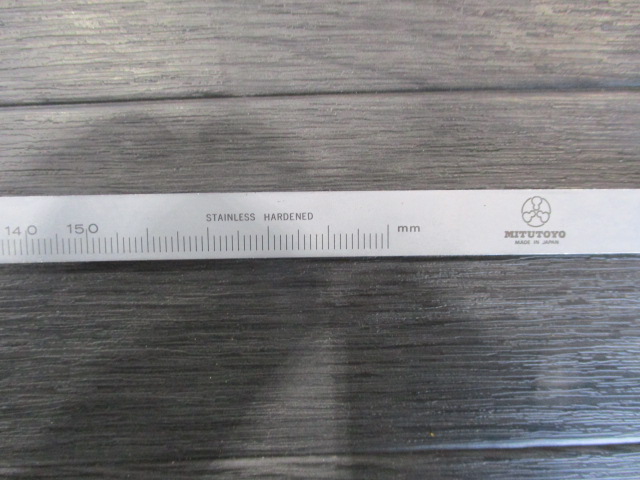 STAINLESS HARDENED
140 150
mm
MITUTOYO
MADE IN JAPAN